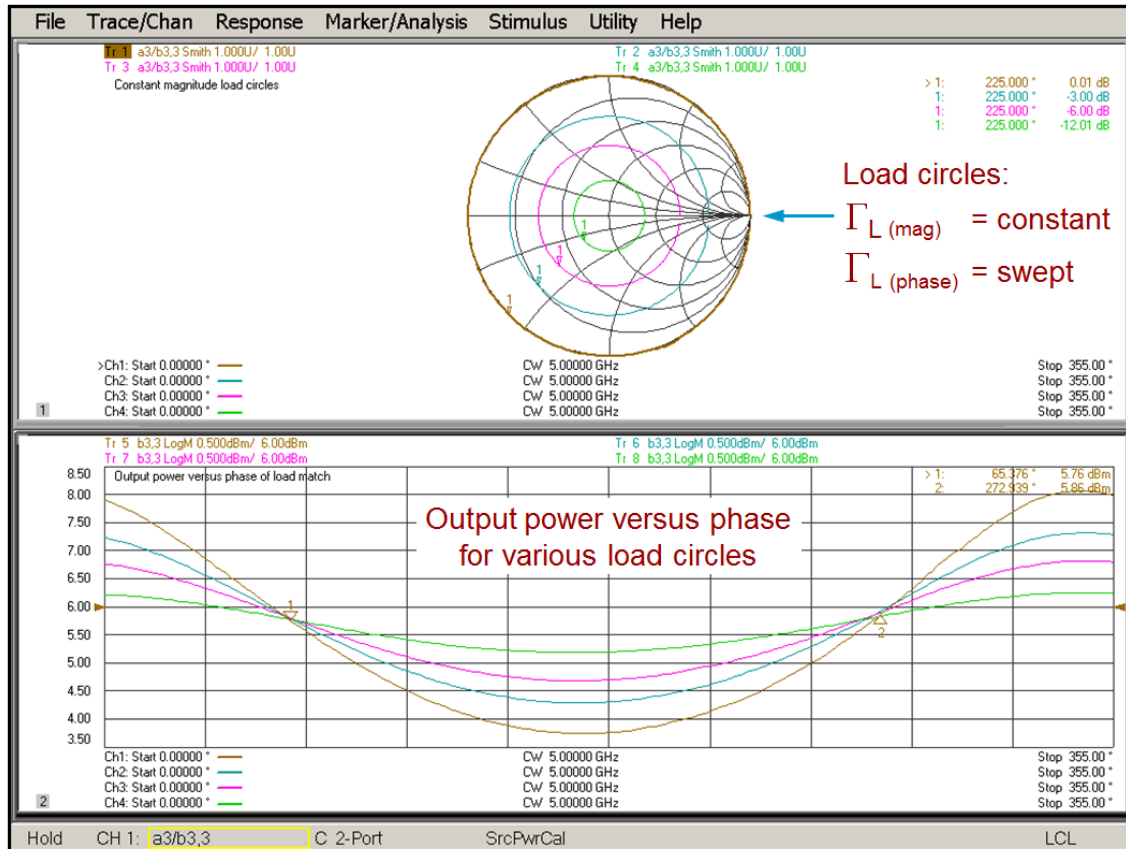 File Trace/Chan Response Marker/Analysis Stimulus Utility Help
Tr 1 a3/b3,3 Smith 1.000U/ 1.00U
Tr 2 a3/b3,3 Smith 1.000U/ 1.00U
Tr 3 a3/b3,3 Smith 1.000U/ 1.00U
Tr 4 a3/b3,3 Smith 1.000U/ 1.00U
Constant magnitude load circles
> 1: 225.000 ° 0.01 dB
1: 225.000 ° -3.00 dB
1: 225.000 ° -6.00 dB
1: 225.000 ° -12.01 dB
Load circles:
Γ L (mag) = constant
Γ L (phase) = swept
1
1
1
1
>Ch1: Start 0.00000 ° CW 5.00000 GHz Stop 355.00 °
Ch2: Start 0.00000 ° CW 5.00000 GHz Stop 355.00 °
Ch3: Start 0.00000 ° CW 5.00000 GHz Stop 355.00 °
Ch4: Start 0.00000 ° CW 5.00000 GHz Stop 355.00 °
1
Tr 5 b3,3 LogM 0.500dBm/ 6.00dBm
Tr 6 b3,3 LogM 0.500dBm/ 6.00dBm
Tr 7 b3,3 LogM 0.500dBm/ 6.00dBm
Tr 8 b3,3 LogM 0.500dBm/ 6.00dBm
Output power versus phase of load match
> 1: 65.376 ° 5.76 dBm
2: 272.939 ° 5.86 dBm
8.50
8.00
7.50
7.00
6.50
6.00
5.50
5.00
4.50
4.00
3.50
Output power versus phase
for various load circles
1
2
Ch1: Start 0.00000 ° CW 5.00000 GHz Stop 355.00 °
Ch2: Start 0.00000 ° CW 5.00000 GHz Stop 355.00 °
Ch3: Start 0.00000 ° CW 5.00000 GHz Stop 355.00 °
Ch4: Start 0.00000 ° CW 5.00000 GHz Stop 355.00 °
2
Hold CH 1: a3/b3,3 C 2-Port SrcPwrCal LCL